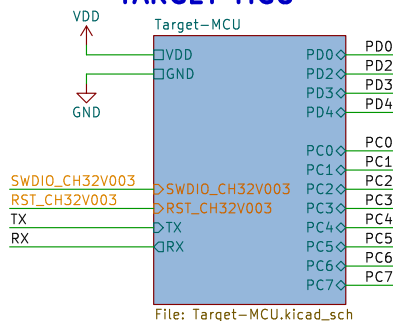 TARGET MCU
VDD
Target-MCU
VDD
GND
GND
PD0 PD0
PD2 PD2
PD3 PD3
PD4 PD4
PC0 PC0
PC1 PC1
SWDIO_CH32V003 SWDIO_CH32V003 PC2 PC2
RST_CH32V003 RST_CH32V003 PC3 PC3
TX TX PC4 PC4
RX RX PC5 PC5
PC6 PC6
PC7 PC7
File: Target-MCU.kicad_sch